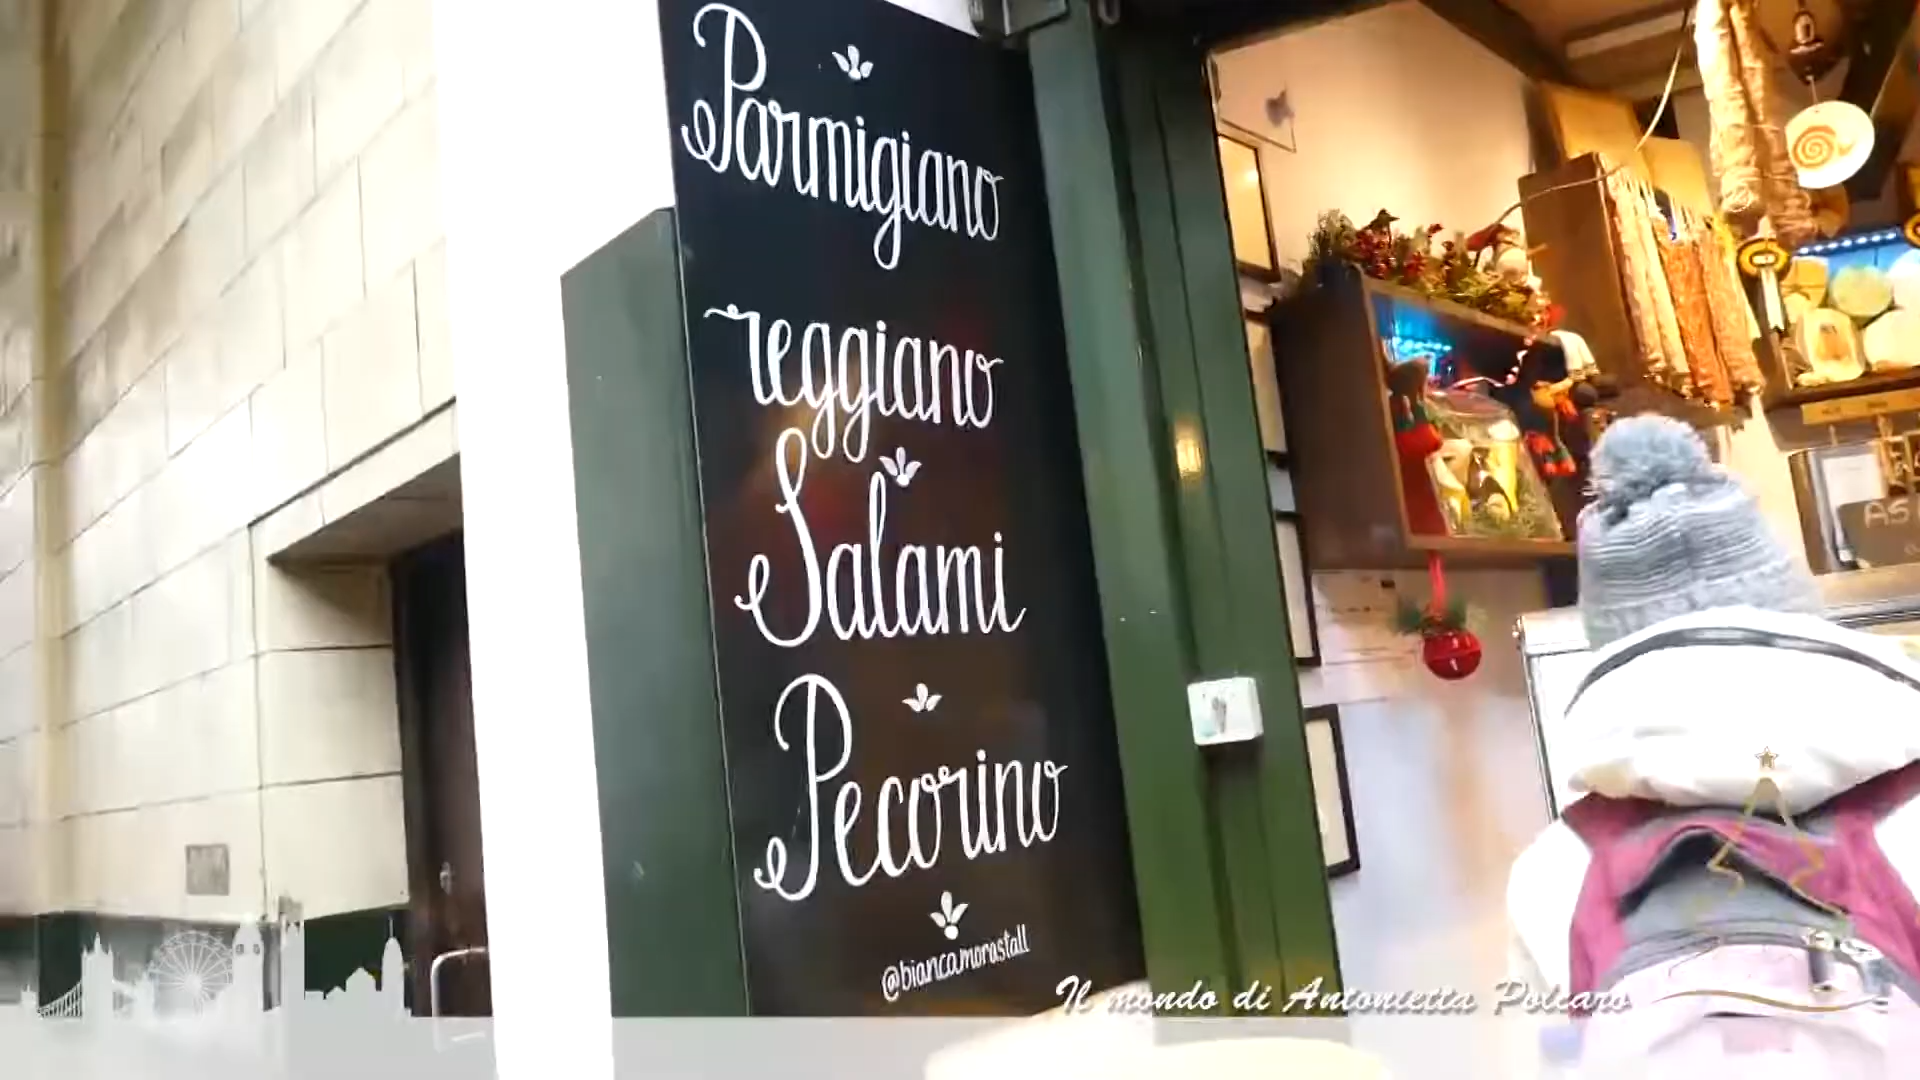 Parmigiano
reggiano
Salami
Pecorino
@biancamorastall
Il mondo di Antonietta Polcaro